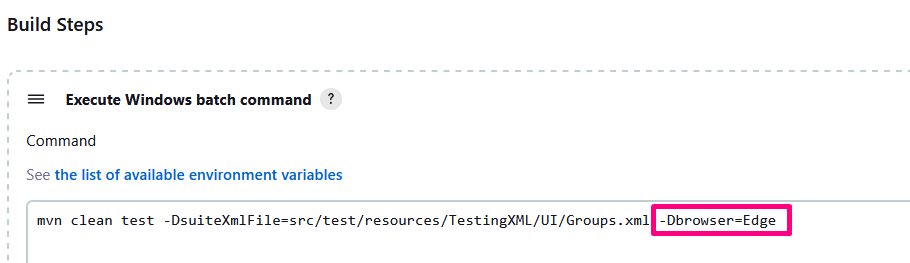 Build Steps
Execute Windows batch command ?
Command
See the list of available environment variables
mvn clean test -DsuiteXmlFile=src/test/resources/TestingXML/UI/Groups.xml -Dbrowser=Edge